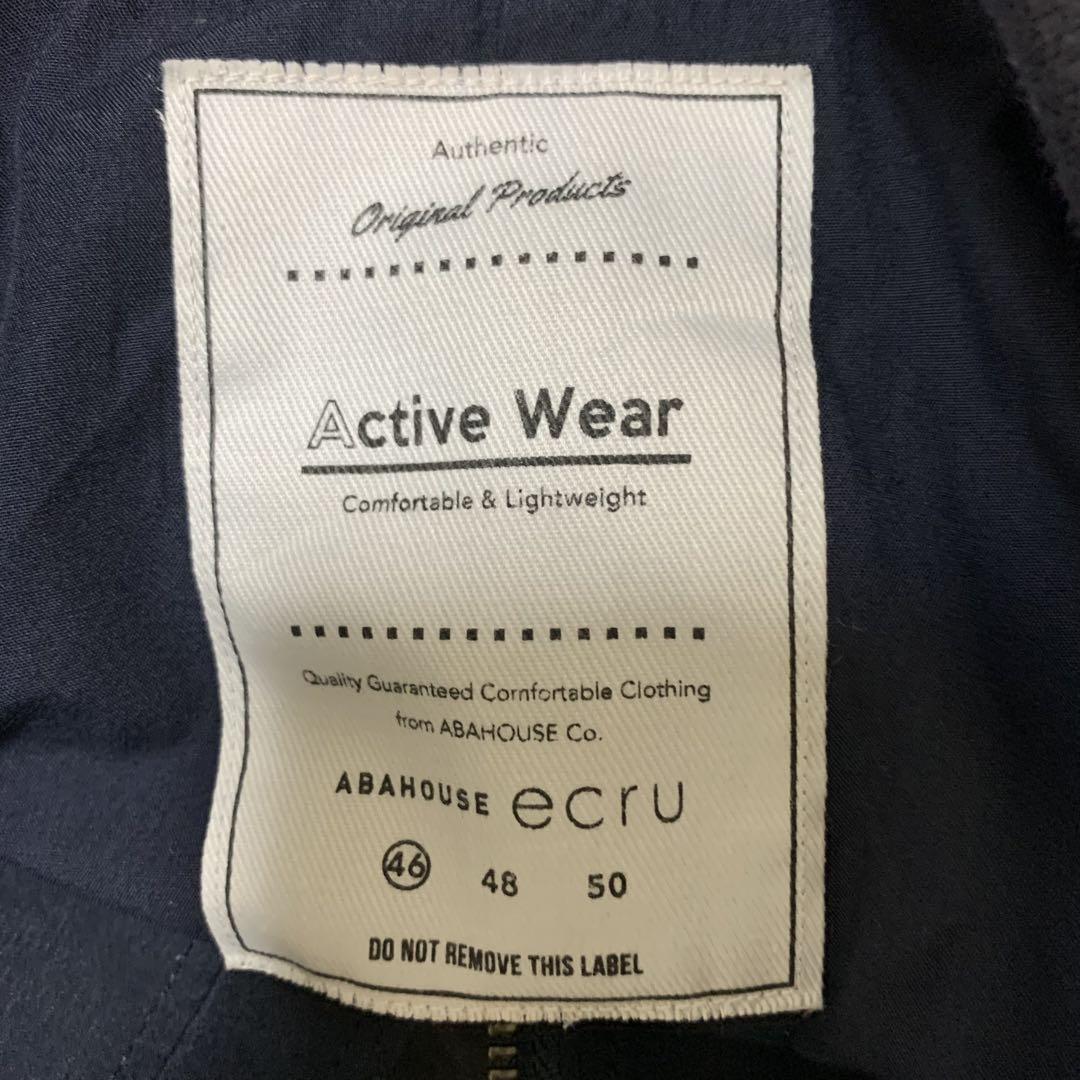 Authentic
Original Products
Active Wear
Comfortable & Lightweight
Quality Guaranteed Comfortable Clothing
from ABAHOUSE Co.
ABAHOUSE ecru
46 48 50
DO NOT REMOVE THIS LABEL